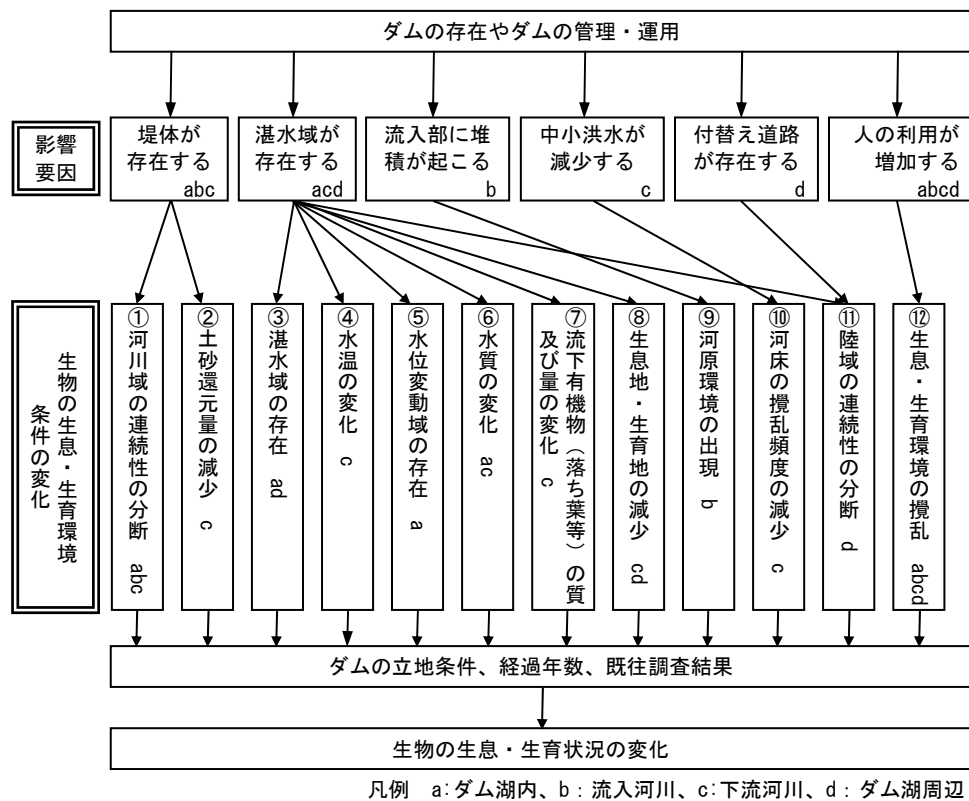 ダムの存在やダムの管理・運用
影響
要因
堤体が
存在する
abc
湛水域が
存在する
acd
流入部に堆
積が起こる
b
中小洪水が
減少する
c
付替え道路
が存在する
d
人の利用が
増加する
abcd
生物の生息・生育環境
条件の変化
①河川域の連続性の分断 abc
②土砂還元量の減少 c
③湛水域の存在 ad
④水温の変化 c
⑤水位変動域の存在 a
⑥水質の変化 ac
⑦流下有機物（落ち葉等）の質
及び量の変化 c
⑧生息地・生育地の減少 cd
⑨河原環境の出現 b
⑩河床の攪乱頻度の減少 c
⑪陸域の連続性の分断 d
⑫生息・生育環境の攪乱 abcd
ダムの立地条件、経過年数、既往調査結果
生物の生息・生育状況の変化
凡例 a:ダム湖内、b：流入河川、c:下流河川、d：ダム湖周辺